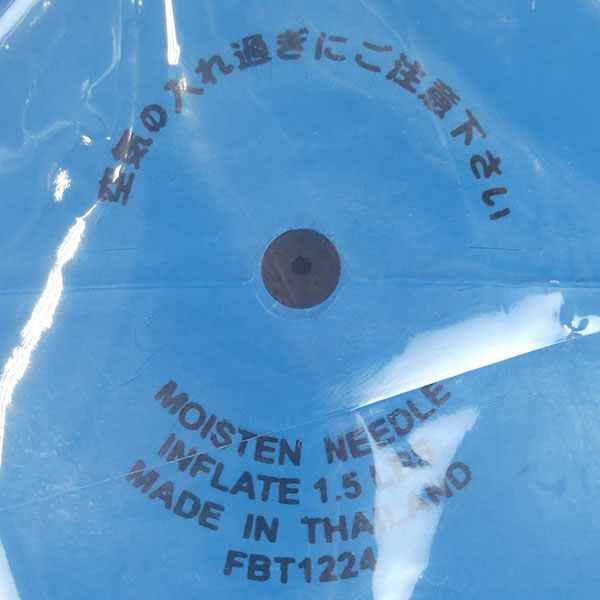 空気の入れ過ぎにご注意下さい
MOISTEN NEEDLE
INFLATE 1.5 LBS
MADE IN THAILAND
FBT1224